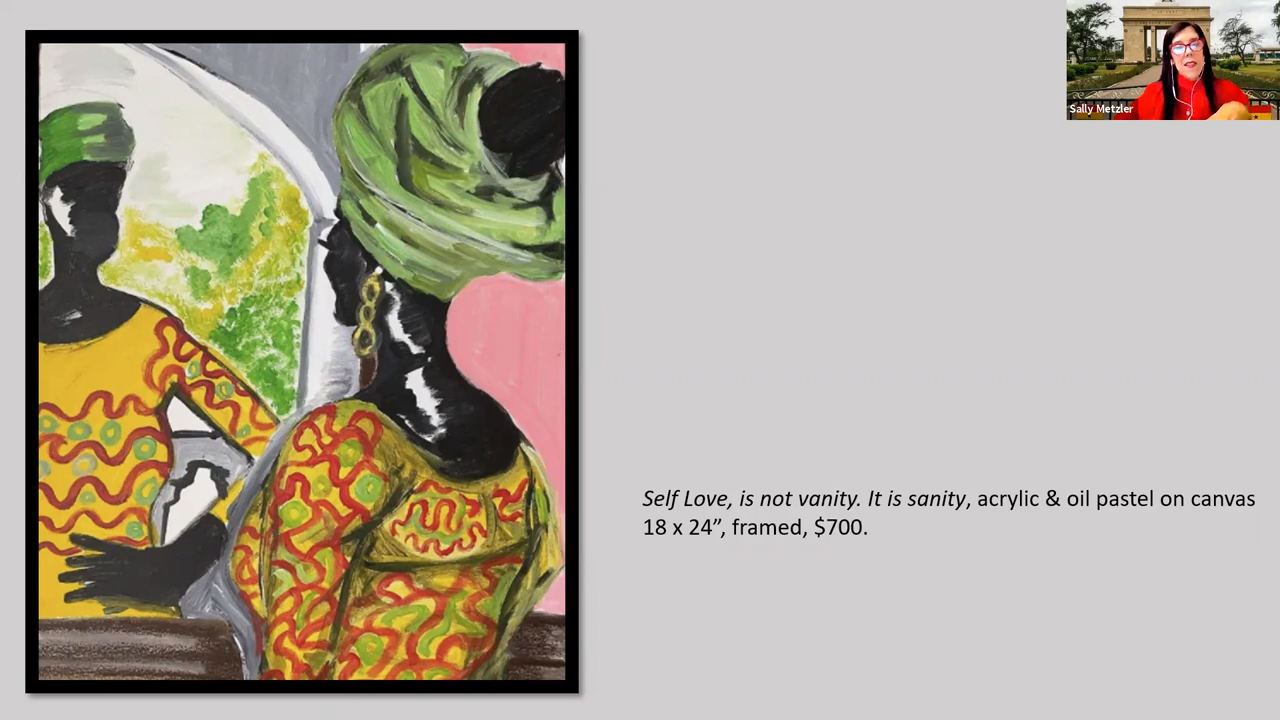 Sally Metzler
Self Love, is not vanity. It is sanity, acrylic & oil pastel on canvas
18 x 24”, framed, $700.